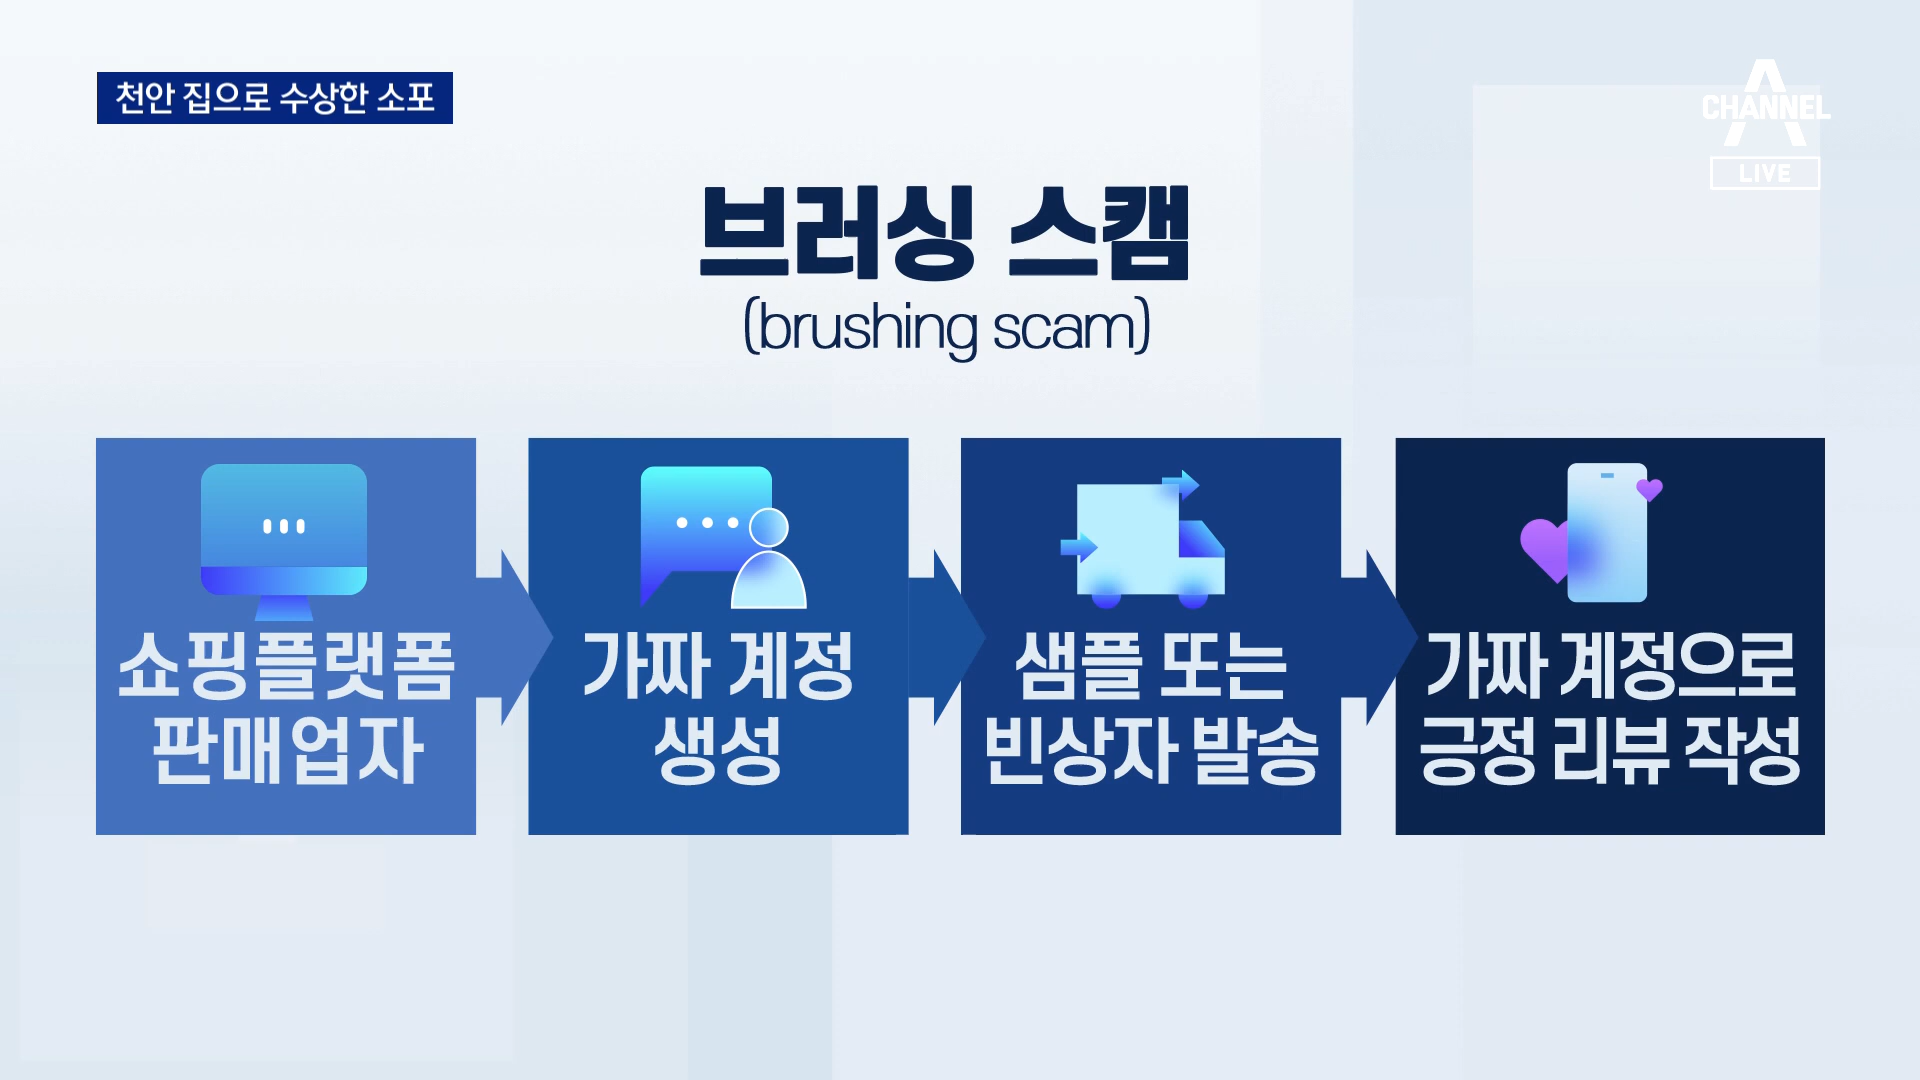 천안 집으로 수상한 소포
CHANNEL A
LIVE
브러싱 스캠
(brushing scam)
쇼핑플랫폼
판매업자
가짜 계정
생성
샘플 또는
빈상자 발송
가짜 계정으로
긍정 리뷰 작성